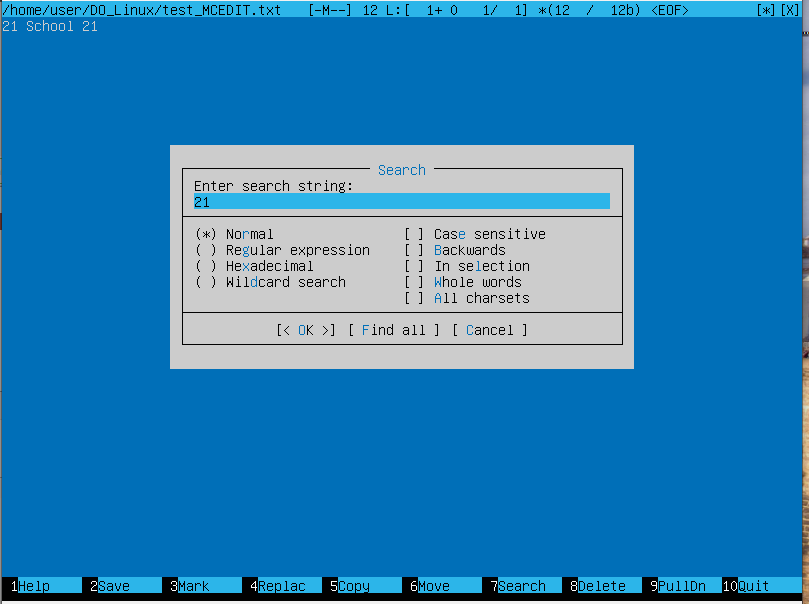 /home/user/DO_Linux/test_MCEDIT.txt [-M--] 12 L:[ 1+ 0 1/ 1] *(12 / 12b) <EOF> [*][X]
21 School 21
Search
Enter search string:
21
(*) Normal [ ] Case sensitive
( ) Regular expression [ ] Backwards
( ) Hexadecimal [ ] In selection
( ) Wildcard search [ ] Whole words
[ ] All charsets
[< OK >] [ Find all ] [ Cancel ]
1Help 2Save 3Mark 4Replac 5Copy 6Move 7Search 8Delete 9PullDn 10Quit